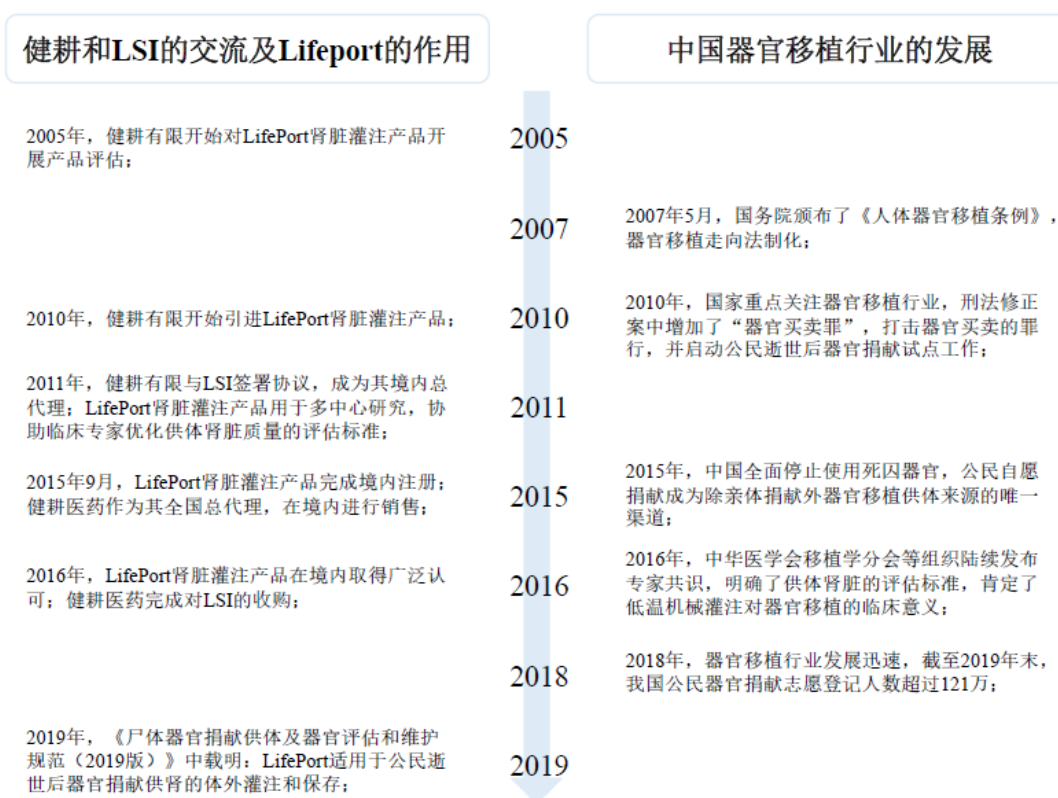 健耕和LSI的交流及Lifeport的作用
中国器官移植行业的发展
2005年，健耕有限开始对LifePort肾脏灌注产品开
展产品评估；
2005
2007
2007年5月，国务院颁布了《人体器官移植条例》，
器官移植走向法制化；
2010年，健耕有限开始引进LifePort肾脏灌注产品；
2010
2010年，国家重点关注器官移植行业，刑法修正
案中增加了“器官买卖罪”，打击器官买卖的罪
行，并启动公民逝世后器官捐献试点工作；
2011年，健耕有限与LSI签署协议，成为其境内总
代理；LifePort肾脏灌注产品用于多中心研究，协
助临床专家优化供体肾脏质量的评估标准；
2011
2015年9月，LifePort肾脏灌注产品完成境内注册；
健耕医药作为其全国总代理，在境内进行销售；
2015
2015年，中国全面停止使用死囚器官，公民自愿
捐献成为除亲体捐献外器官移植供体来源的唯一
渠道；
2016年，LifePort肾脏灌注产品在境内取得广泛认
可；健耕医药完成对LSI的收购；
2016
2016年，中华医学会移植学分会等组织陆续发布
专家共识，明确了供体肾脏的评估标准，肯定了
低温机械灌注对器官移植的临床意义；
2018
2018年，器官移植行业发展迅速，截至2019年末，
我国公民器官捐献志愿登记人数超过121万；
2019年，《尸体器官捐献供体及器官评估和维护
规范（2019版）》中载明：LifePort适用于公民逝
世后器官捐献供肾的体外灌注和保存；
2019